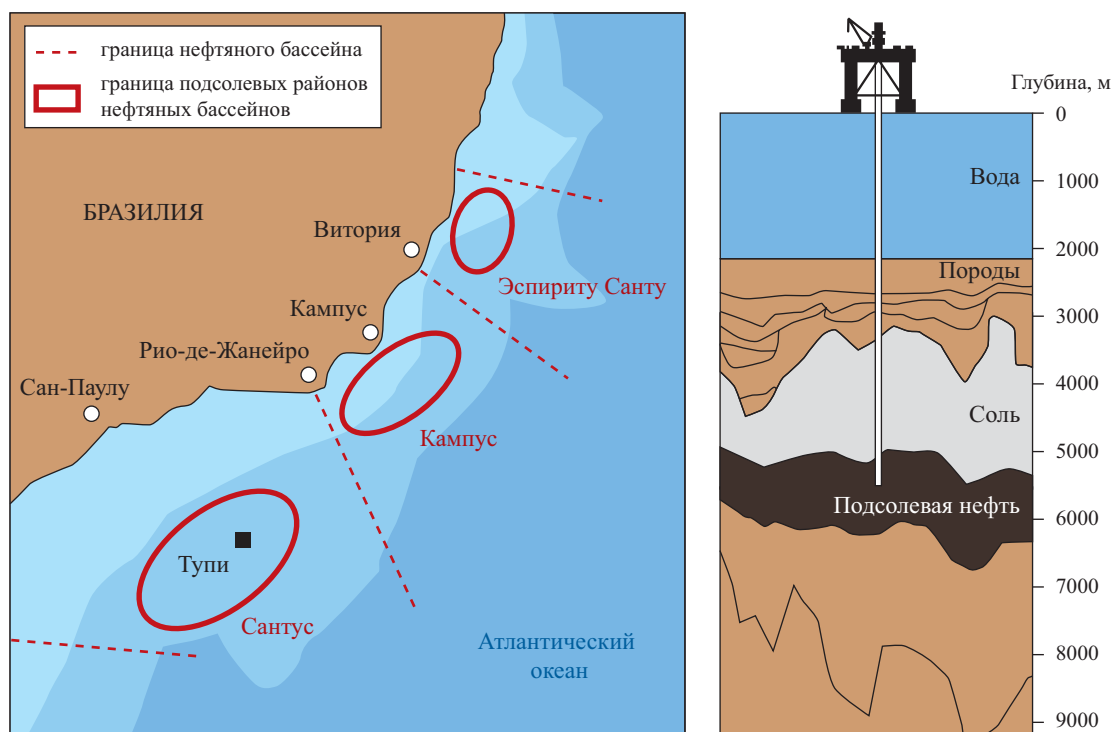 граница нефтяного бассейна
граница подсолевых районов
нефтяных бассейнов
БРАЗИЛИЯ
Витория
Эспириту Санту
Кампус
Рио-де-Жанейро
Сан-Паулу
Кампус
Тупи
Сантус
Атлантический
океан
Глубина, м
0
Вода
1000
2000
Породы
3000
4000
Соль
5000
Подсолевая нефть
6000
7000
8000
9000